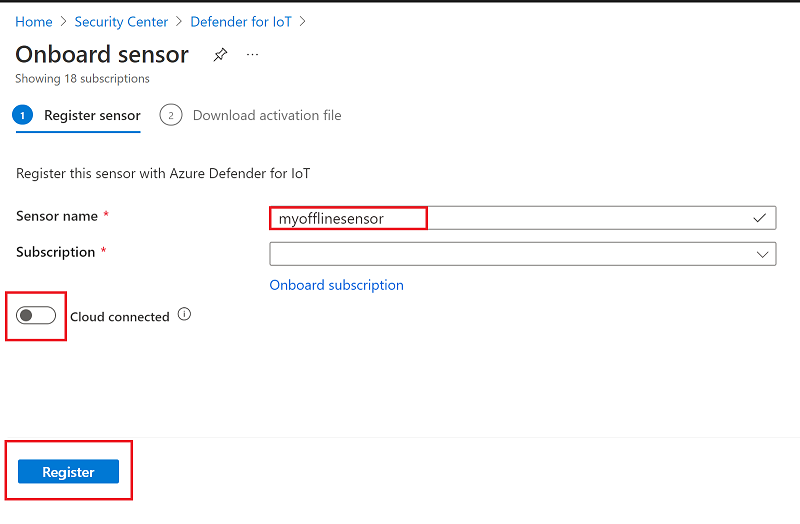 Home > Security Center > Defender for IoT >
Onboard sensor ...
Showing 18 subscriptions
1 Register sensor 2 Download activation file
Register this sensor with Azure Defender for IoT
Sensor name * myofflinesensor
Subscription *
Onboard subscription
Cloud connected i
Register